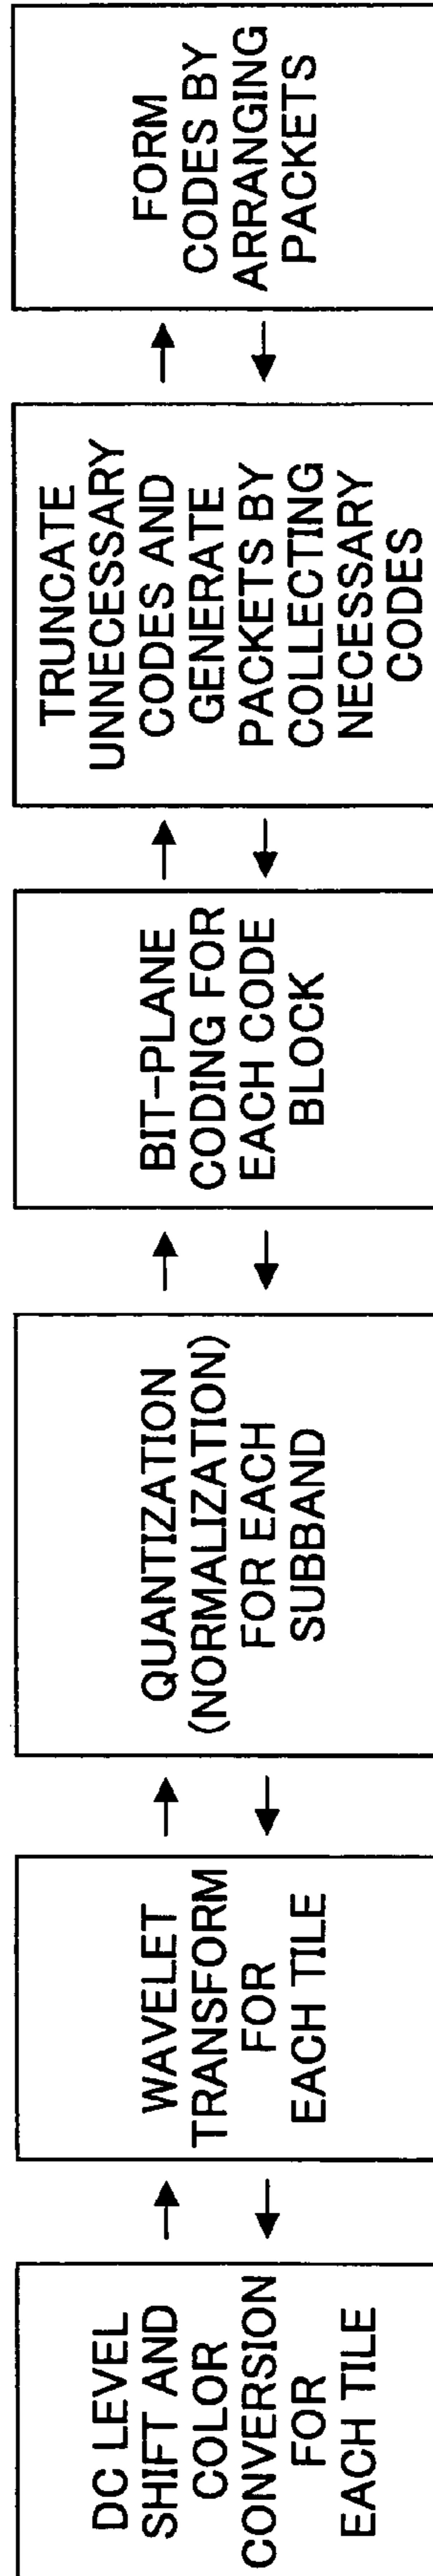 DC LEVEL
SHIFT AND
COLOR
CONVERSION
FOR
EACH TILE
WAVELET
TRANSFORM
FOR
EACH TILE
QUANTIZATION
(NORMALIZATION)
FOR EACH
SUBBAND
BIT-PLANE
CODING FOR
EACH CODE
BLOCK
TRUNCATE
UNNECESSARY
CODES AND
GENERATE
PACKETS BY
COLLECTING
NECESSARY
CODES
FORM
CODES BY
ARRANGING
PACKETS